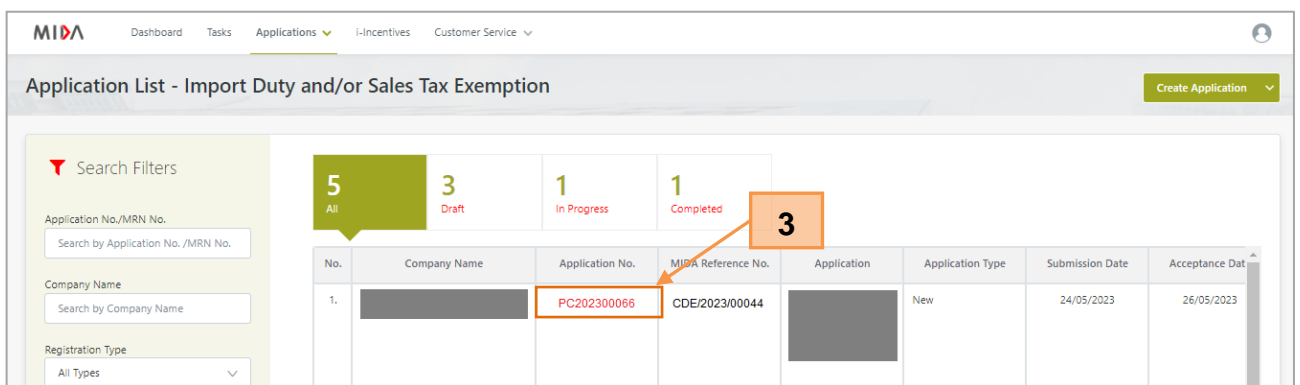 MIDA Dashboard Tasks Applications i-Incentives Customer Service
Application List - Import Duty and/or Sales Tax Exemption
Create Application
Search Filters
Application No./MRN No.
Search by Application No. /MRN No.
Company Name
Search by Company Name
Registration Type
All Types
5
All
3
Draft
1
In Progress
1
Completed
3
No. Company Name Application No. MIDA Reference No. Application Application Type Submission Date Acceptance Dat
1. PC202300066 CDE/2023/00044 New 24/05/2023 26/05/2023